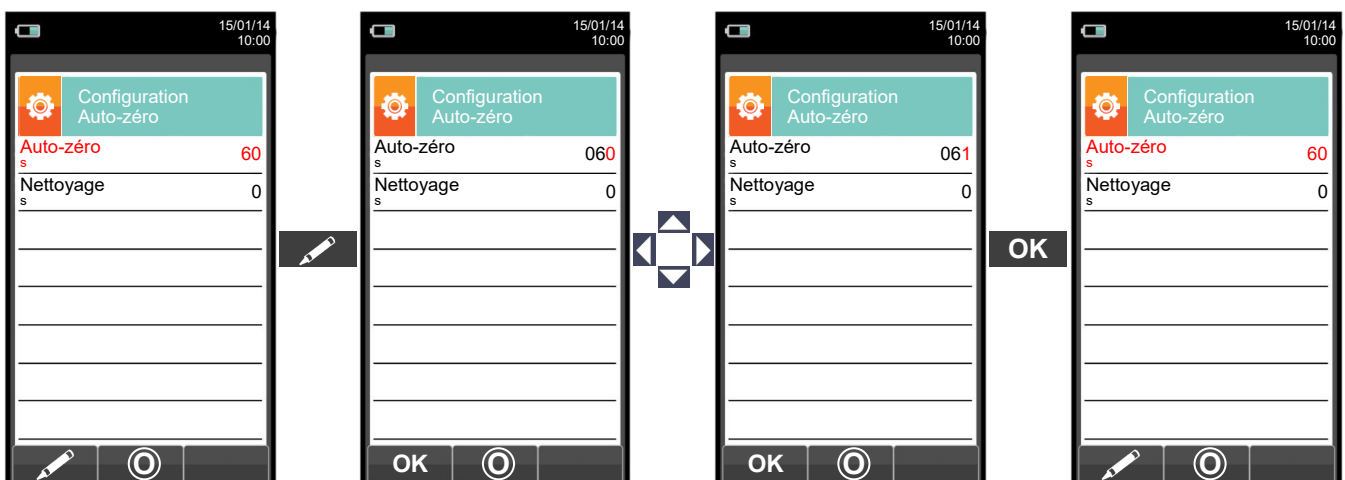 15/01/14
10:00
Configuration
Auto-zéro
Auto-zéro
s
60
Nettoyage
s
0
O
15/01/14
10:00
Configuration
Auto-zéro
Auto-zéro
s
060
Nettoyage
s
0
OK
O
15/01/14
10:00
Configuration
Auto-zéro
Auto-zéro
s
061
Nettoyage
s
0
OK
O
OK
15/01/14
10:00
Configuration
Auto-zéro
Auto-zéro
s
60
Nettoyage
s
0
O